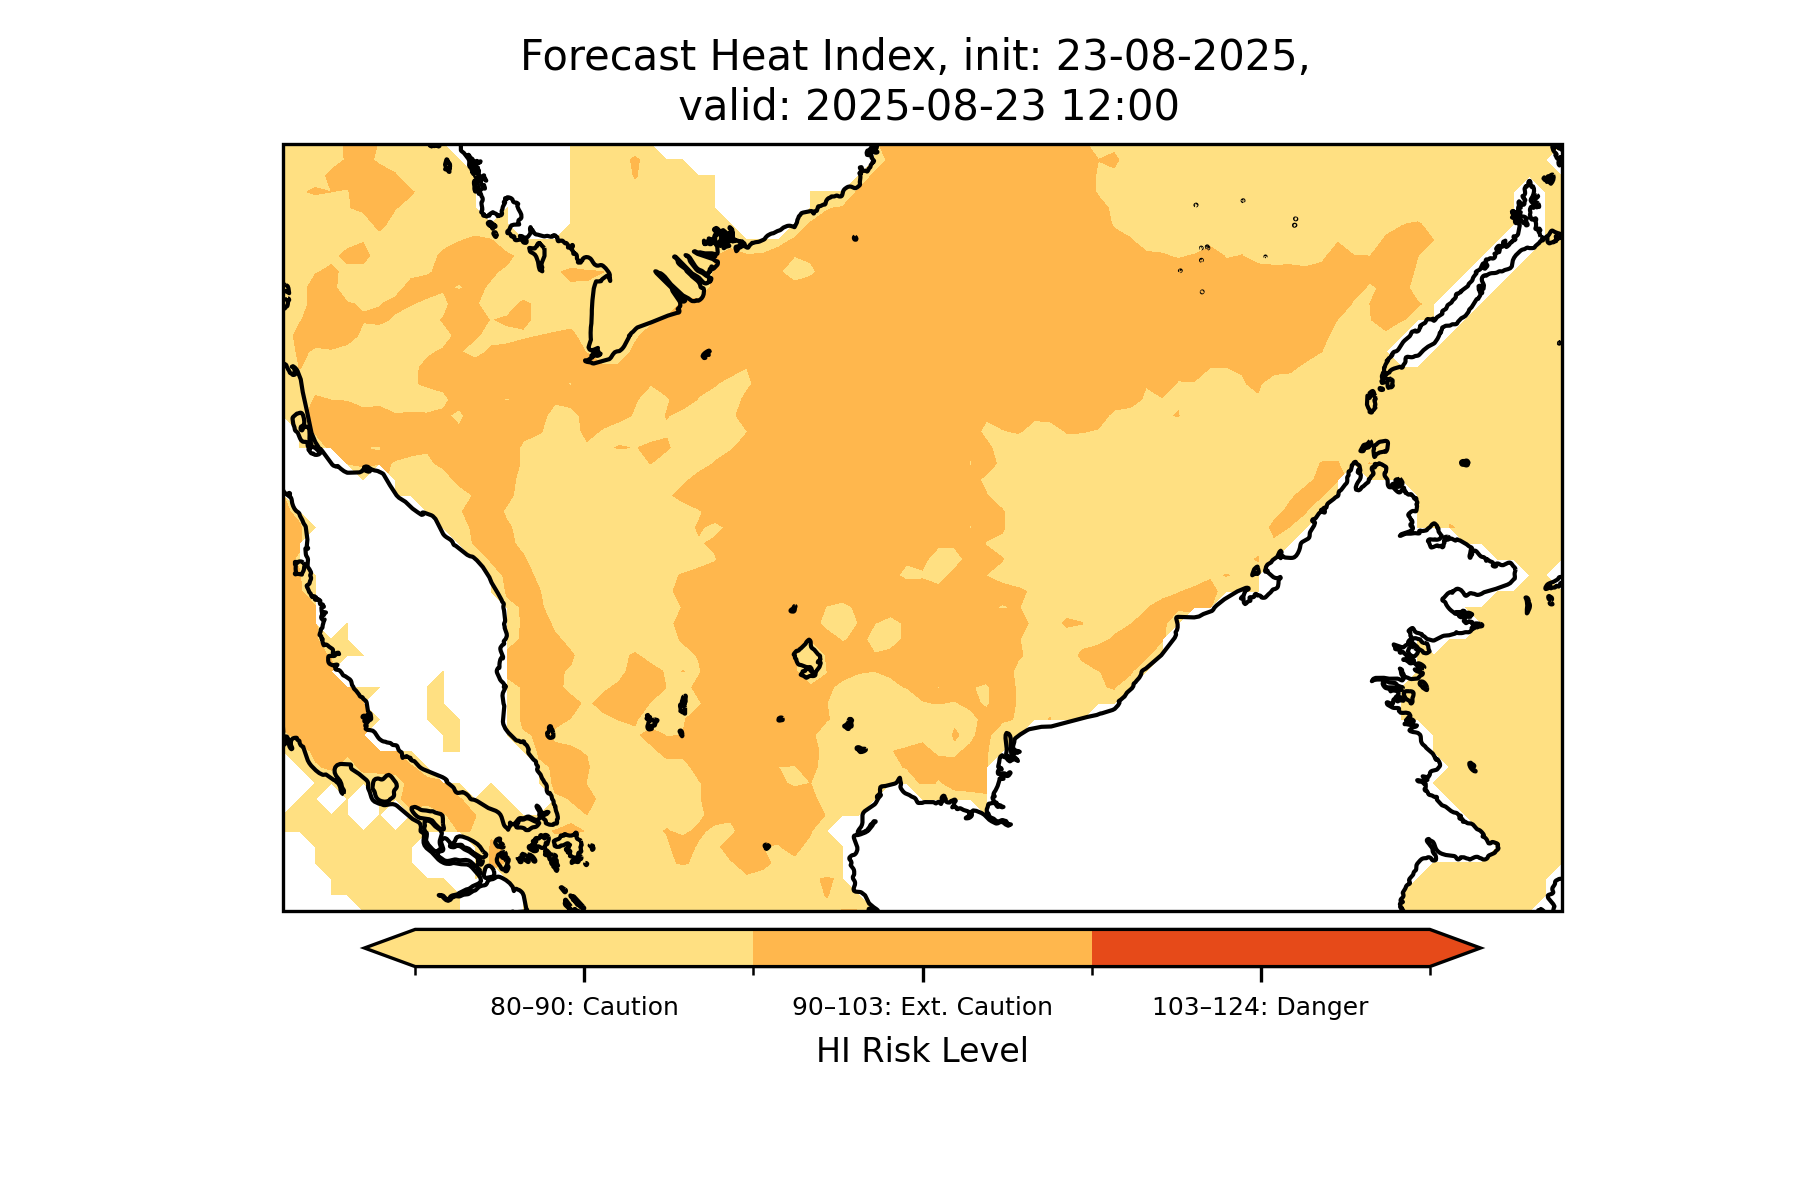 Forecast Heat Index, init: 23-08-2025,
valid: 2025-08-23 12:00
80–90: Caution
90–103: Ext. Caution
103–124: Danger
HI Risk Level